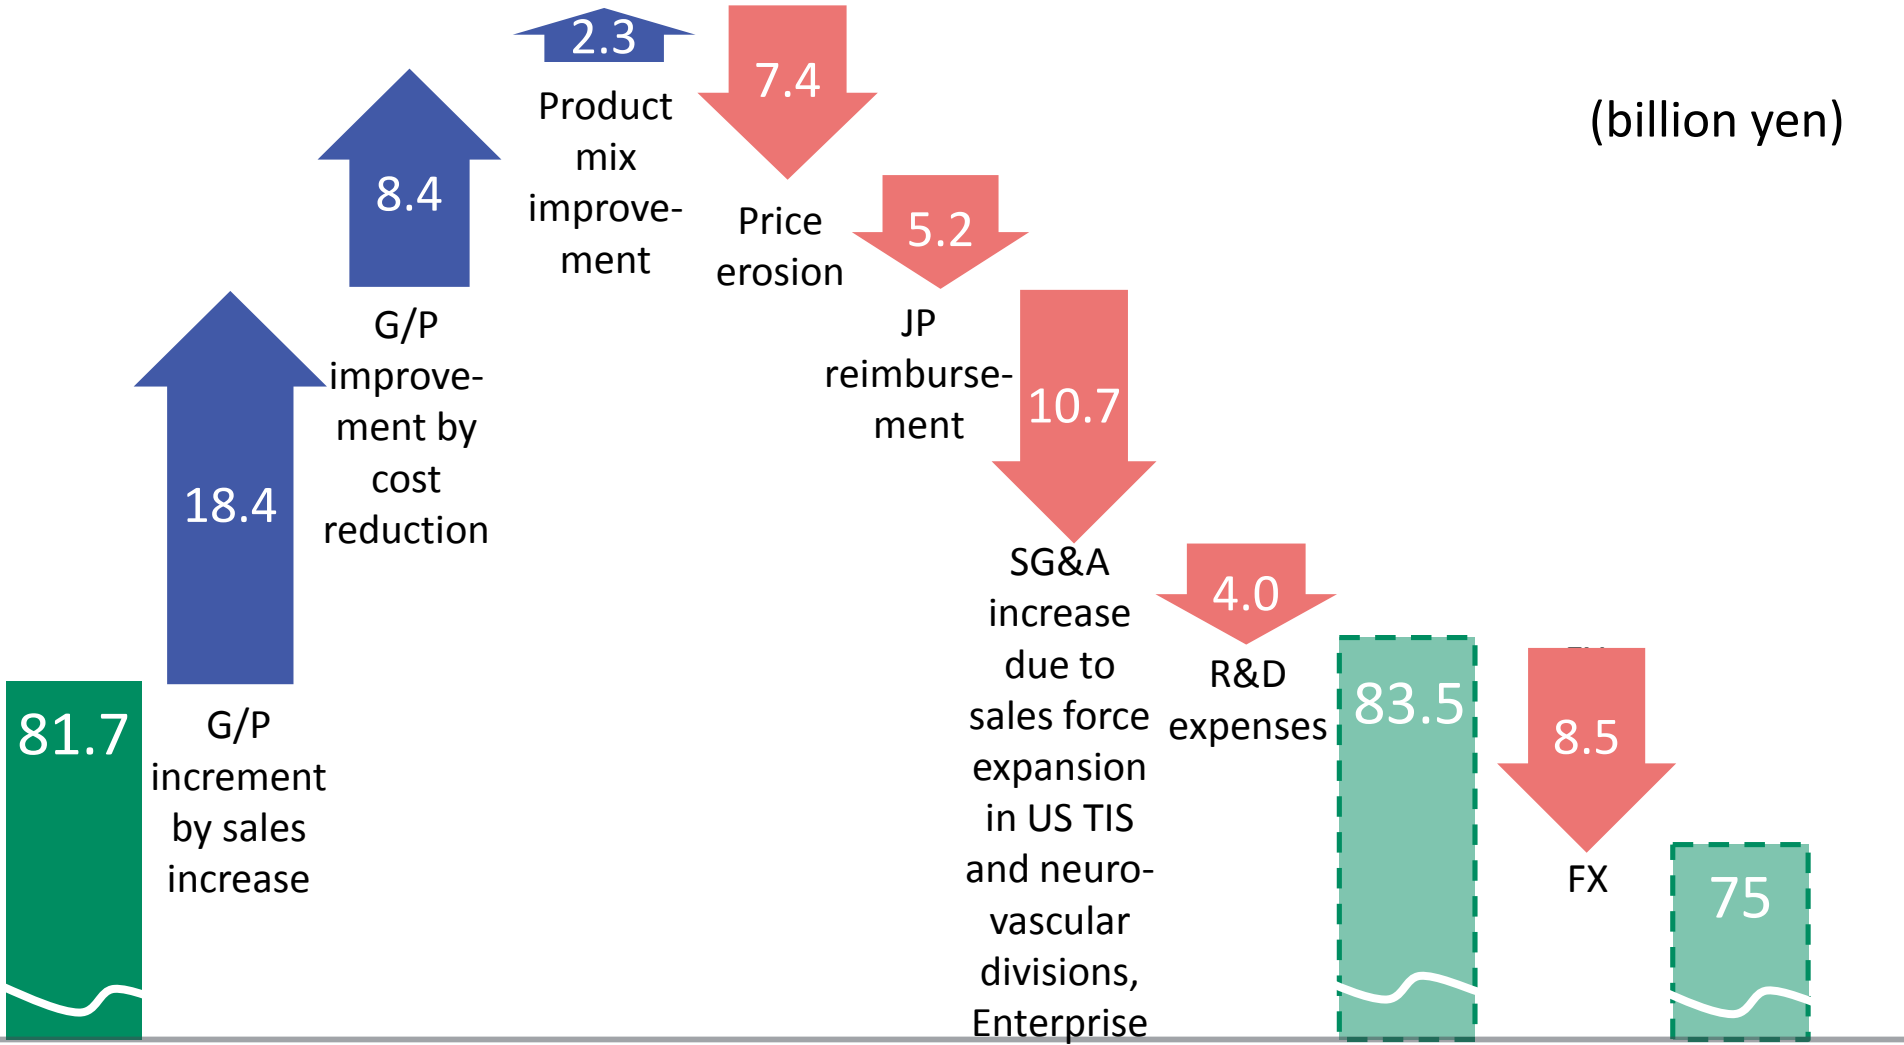 (billion yen)
81.7
18.4
G/P
increment
by sales
increase
8.4
G/P
improve-
ment by
cost
reduction
2.3
Product
mix
improve-
ment
7.4
Price
erosion
5.2
JP
reimburse-
ment
10.7
SG&A
increase
due to
sales force
expansion
in US TIS
and neuro-
vascular
divisions,
Enterprise
4.0
R&D
expenses
83.5
8.5
FX
75